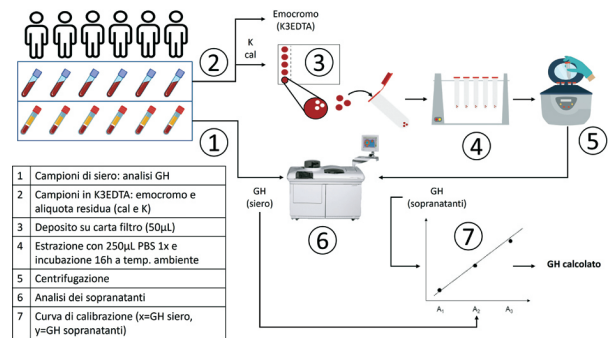 Emocromo
(K3EDTA)
K
cal
2
3
1
4
5
6
7
GH
(siero)
GH
(sopranatanti)
GH calcolato
A1
A2
A3
1 Campioni di siero: analisi GH
2 Campioni in K3EDTA: emocromo e
aliquota residua (cal e K)
3 Deposito su carta filtro (50µL)
4 Estrazione con 250µL PBS 1x e
incubazione 16h a temp. ambiente
5 Centrifugazione
6 Analisi dei sopranatanti
7 Curva di calibrazione (x=GH siero,
y=GH sopranatanti)